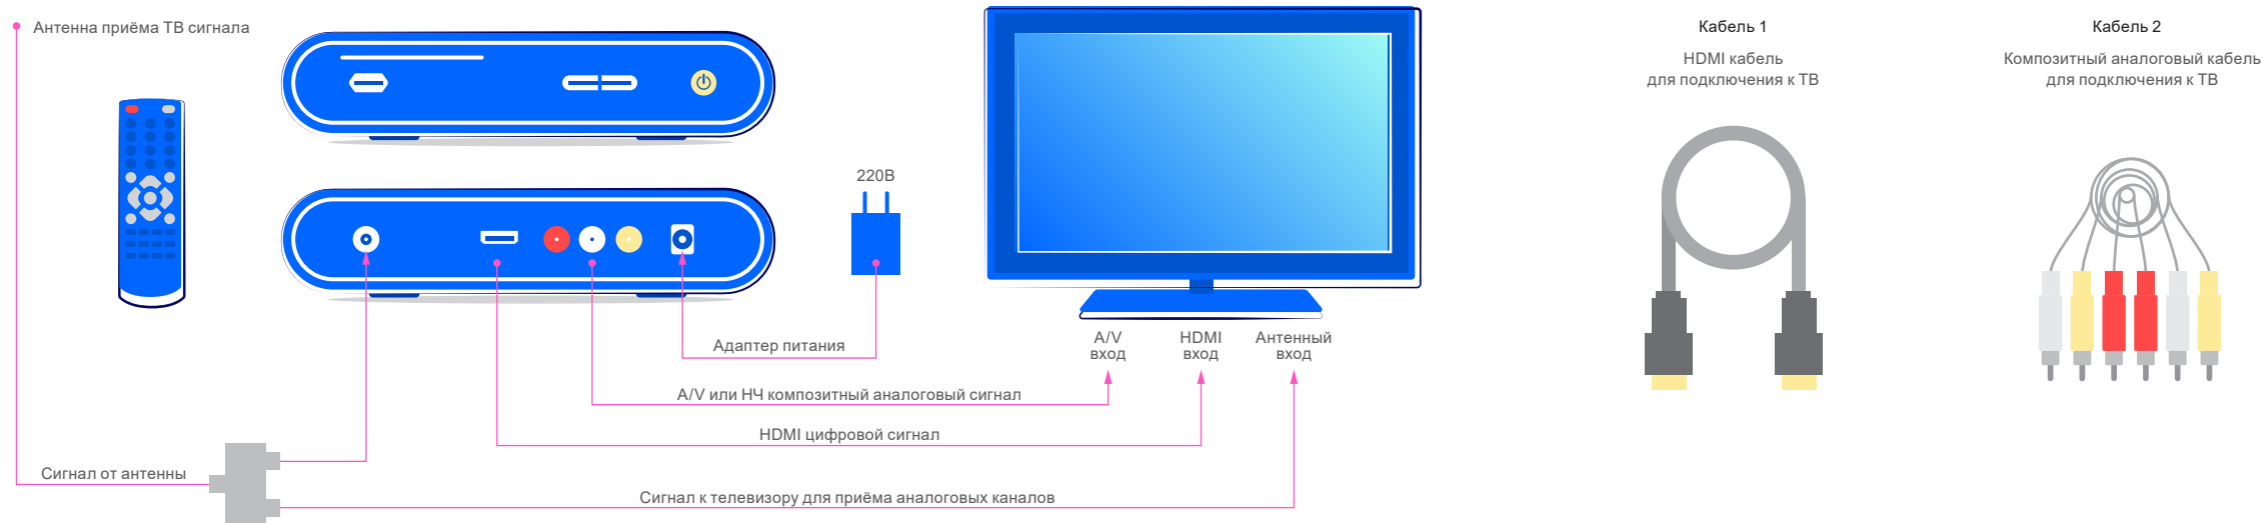 Антенна приёма ТВ сигнала
220В
Адаптер питания
A/V
вход
HDMI
вход
Антенный
вход
A/V или НЧ композитный аналоговый сигнал
HDMI цифровой сигнал
Сигнал от антенны
Сигнал к телевизору для приёма аналоговых каналов
Кабель 1
HDMI кабель
для подключения к ТВ
Кабель 2
Композитный аналоговый кабель
для подключения к ТВ